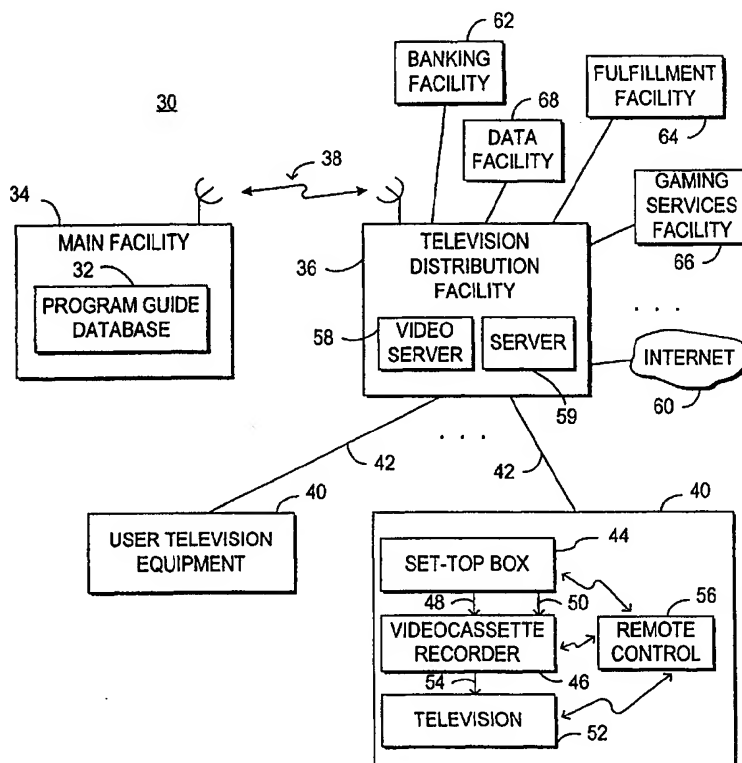 30
62
BANKING
FACILITY
FULFILLMENT
FACILITY
64
68
DATA
FACILITY
38
GAMING
SERVICES
FACILITY
66
34
MAIN FACILITY
32
PROGRAM GUIDE
DATABASE
36
TELEVISION
DISTRIBUTION
FACILITY
58
VIDEO
SERVER
SERVER
59
. . .
INTERNET
60
. . .
42
42
40
USER TELEVISION
EQUIPMENT
40
SET-TOP BOX
44
48
50
56
VIDEOCASSETTE
RECORDER
REMOTE
CONTROL
54
46
TELEVISION
52